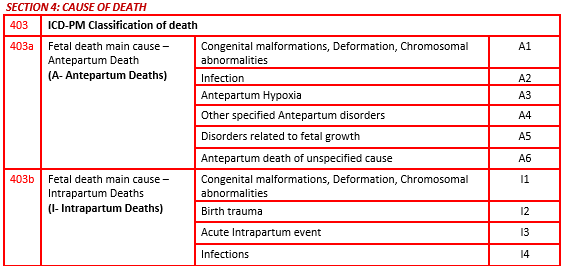 SECTION 4: CAUSE OF DEATH
403 ICD-PM Classification of death
403a Fetal death main cause –
Antepartum Death
(A- Antepartum Deaths)
Congenital malformations, Deformation, Chromosomal
abnormalities
A1
Infection A2
Antepartum Hypoxia A3
Other specified Antepartum disorders A4
Disorders related to fetal growth A5
Antepartum death of unspecified cause A6
403b Fetal death main cause –
Intrapartum Deaths
(I- Intrapartum Deaths)
Congenital malformations, Deformation, Chromosomal
abnormalities
I1
Birth trauma I2
Acute Intrapartum event I3
Infections I4